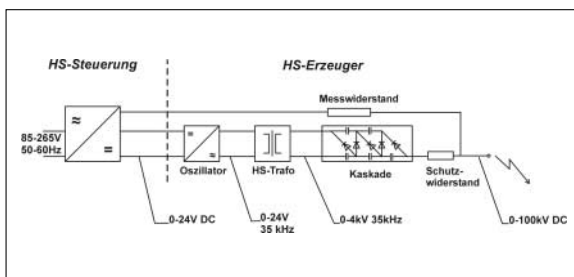 HS-Steuerung
HS-Erzeuger
Messwiderstand
85-265V
50-60Hz
≈
=
=
≈
Oszillator
HS-Trafo
Kaskade
Schutz-
widerstand
0-24V DC
0-24V
35 kHz
0-4kV 35kHz
0-100kV DC